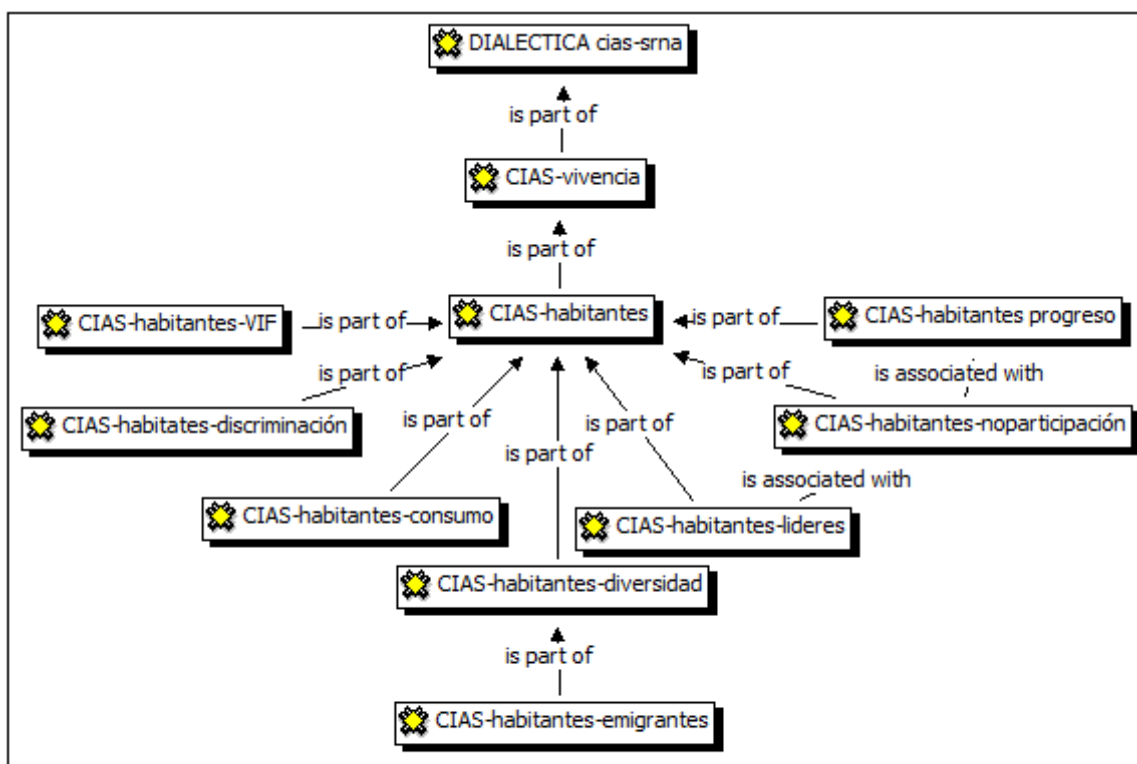 DIALECTICA cias-srna
is part of
CIAS-vivencia
is part of
CIAS-habitantes-VIF
is part of
CIAS-habitantes
is part of
CIAS-habitantes progreso
is part of
is part of
is associated with
CIAS-habitates-discriminación
is part of
is part of
CIAS-habitantes-noparticipación
is part of
is associated with
CIAS-habitantes-consumo
CIAS-habitantes-lideres
CIAS-habitantes-diversidad
is part of
CIAS-habitantes-emigrantes